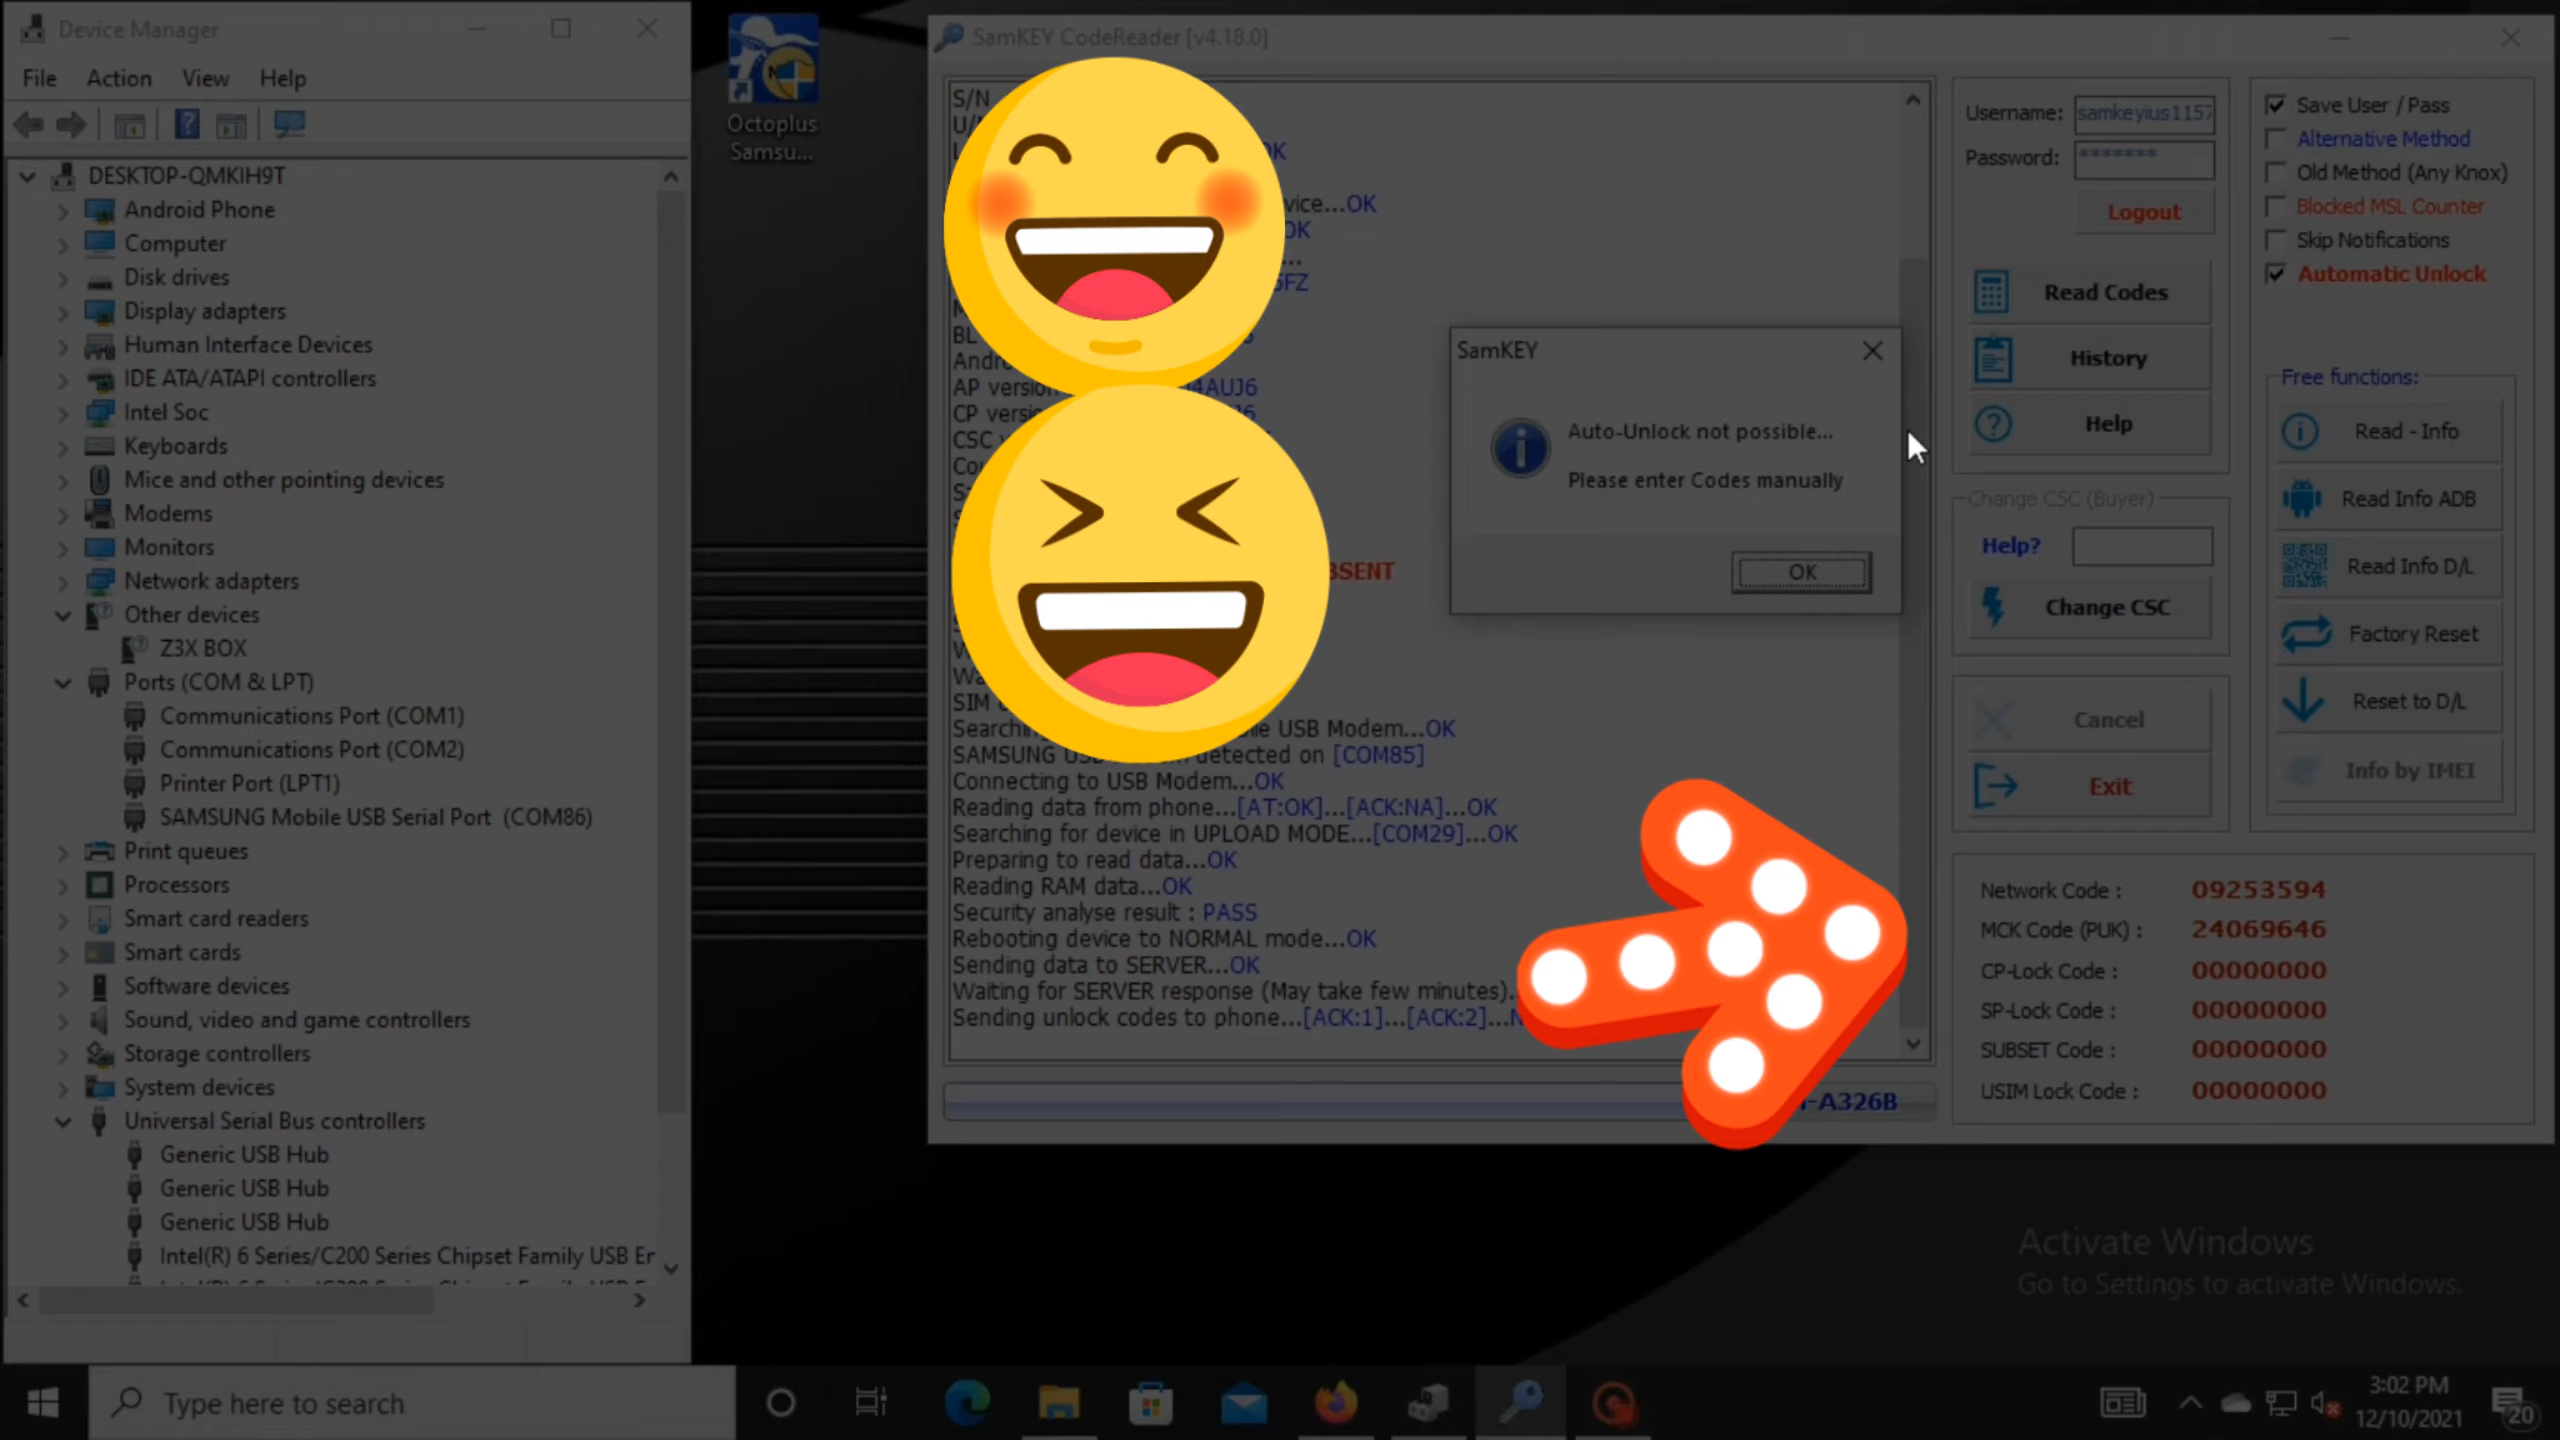 Device Manager
File Action View Help
DESKTOP-QMKIH9T
Android Phone
Computer
Disk drives
Display adapters
Human Interface Devices
IDE ATA/ATAPI controllers
Intel Soc
Keyboards
Mice and other pointing devices
Modems
Monitors
Network adapters
Other devices
Z3X BOX
Ports (COM & LPT)
Communications Port (COM1)
Communications Port (COM2)
Printer Port (LPT1)
SAMSUNG Mobile USB Serial Port (COM86)
Print queues
Processors
Smart card readers
Smart cards
Software devices
Sound, video and game controllers
Storage controllers
System devices
Universal Serial Bus controllers
Generic USB Hub
Generic USB Hub
Generic USB Hub
Intel(R) 6 Series/C200 Series Chipset Family USB Er
Octoplus
Samsu...
SamKEY CodeReader [v4.18.0]
S/N
OK
...OK
OK
...
BL
AP version
CP
CSC
SIM
USB Modem...OK
SAMSUNG detected on [COM85]
Connecting to USB Modem...OK
Reading data from phone...[AT:OK]...[ACK:NA]...OK
Searching for device in UPLOAD MODE...[COM29]...OK
Preparing to read data...OK
Reading RAM data...OK
Security analyse result : PASS
Rebooting device to NORMAL mode...OK
Sending data to SERVER...OK
Waiting for SERVER response (May take few minutes).
Sending unlock codes to phone...[ACK:1]...[ACK:2]...
-A326B
SamKEY
Auto-Unlock not possible...
Please enter Codes manually
OK
Username: samkeyius1157
Password: *******
Logout
Read Codes
History
Help
Change CSC (Buyer)
Help?
Change CSC
Cancel
Exit
Save User / Pass
Alternative Method
Old Method (Any Knox)
Blocked MSL Counter
Skip Notifications
Automatic Unlock
Free functions:
Read - Info
Read Info ADB
Read Info D/L
Factory Reset
Reset to D/L
Info by IMEI
Network Code : 09253594
MCK Code (PUK) : 24069646
CP-Lock Code : 00000000
SP-Lock Code : 00000000
SUBSET Code : 00000000
USIM Lock Code : 00000000
Activate Windows
Go to Settings to activate Windows.
Type here to search
3:02 PM
12/10/2021
20